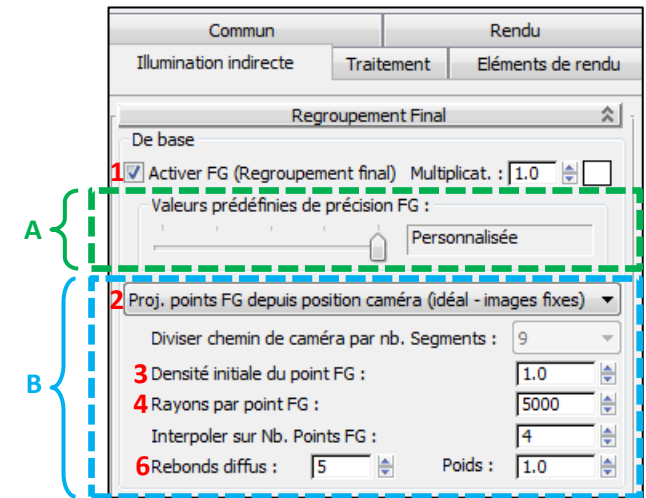 Commun Rendu
Illumination indirecte Traitement Eléments de rendu
Regroupement Final
De base
1 Activer FG (Regroupement final) Multiplicat. : 1.0
A
Valeurs prédéfinies de précision FG :
Personnalisée
2 Proj. points FG depuis position caméra (idéal - images fixes)
Diviser chemin de caméra par nb. Segments : 9
B
3 Densité initiale du point FG : 1.0
4 Rayons par point FG : 5000
Interpoler sur Nb. Points FG : 4
6 Rebonds diffus : 5 Poids : 1.0